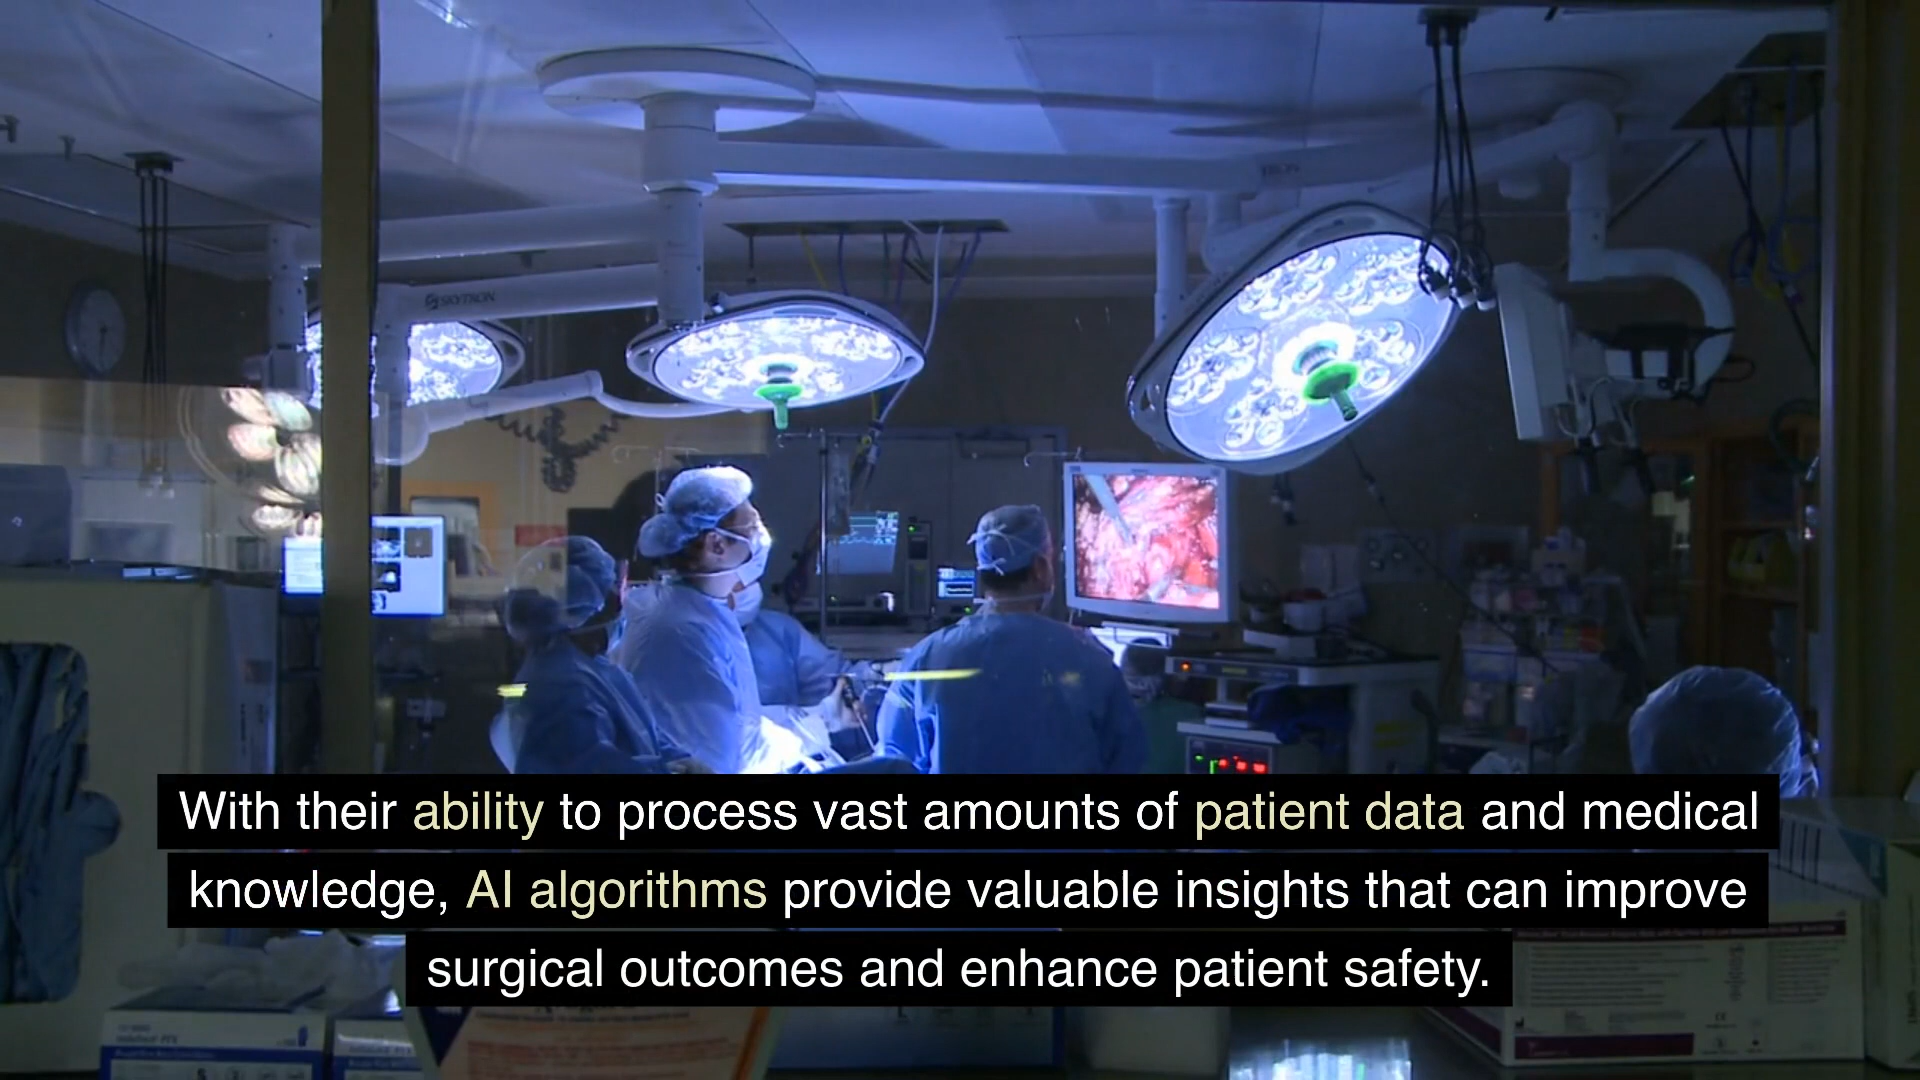 SKYTRON
With their ability to process vast amounts of patient data and medical
knowledge, AI algorithms provide valuable insights that can improve
surgical outcomes and enhance patient safety.